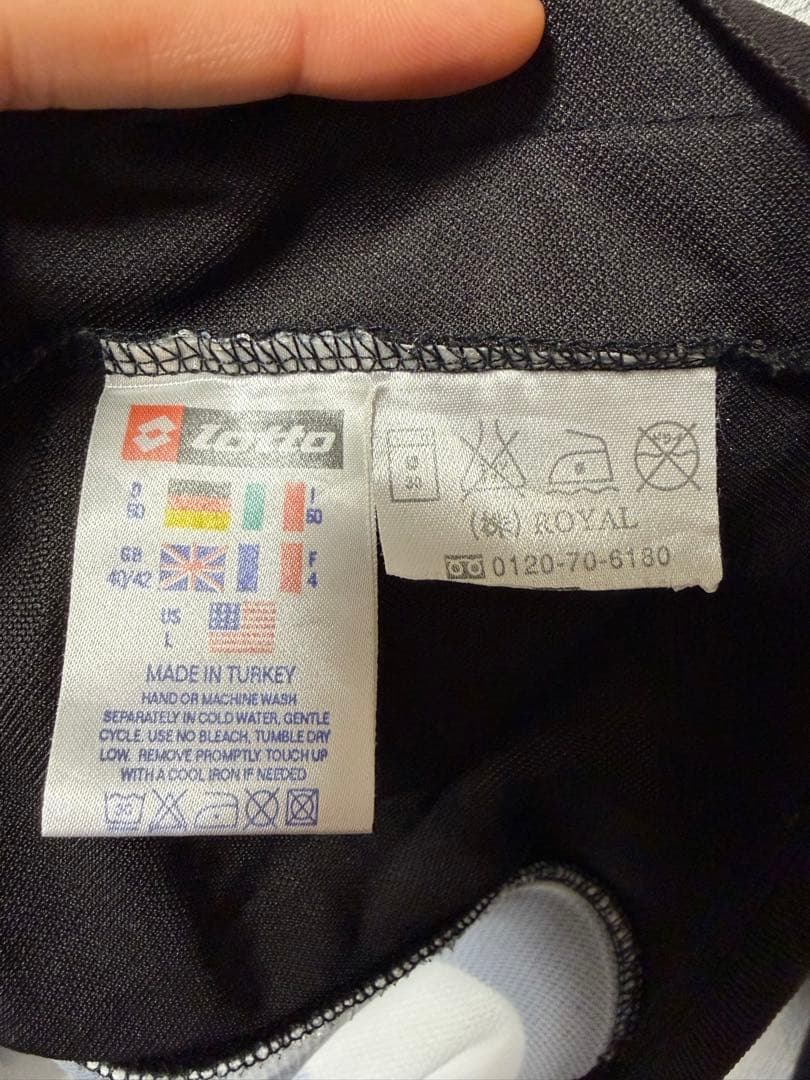 lotto
D
50
I
50
GB
40/42
F
4
US
L
MADE IN TURKEY
HAND OR MACHINE WASH
SEPARATELY IN COLD WATER, GENTLE
CYCLE. USE NO BLEACH, TUMBLE DRY
LOW. REMOVE PROMPTLY. TOUCH UP
WITH A COOL IRON IF NEEDED
30
(株) ROYAL
0120-70-6180